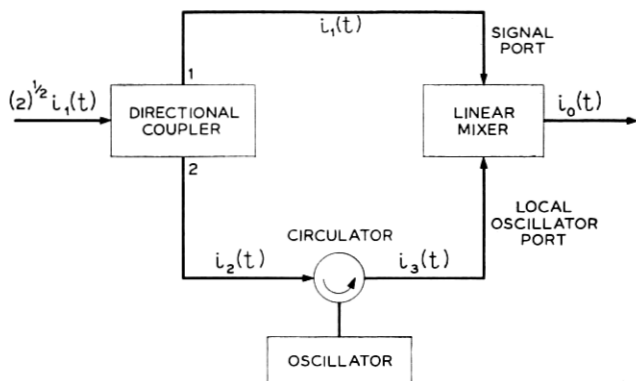 i₁(t)
SIGNAL
PORT
1
(2)^½ i₁(t)
DIRECTIONAL
COUPLER
LINEAR
MIXER
i₀(t)
2
LOCAL
OSCILLATOR
PORT
CIRCULATOR
i₂(t)
i₃(t)
OSCILLATOR